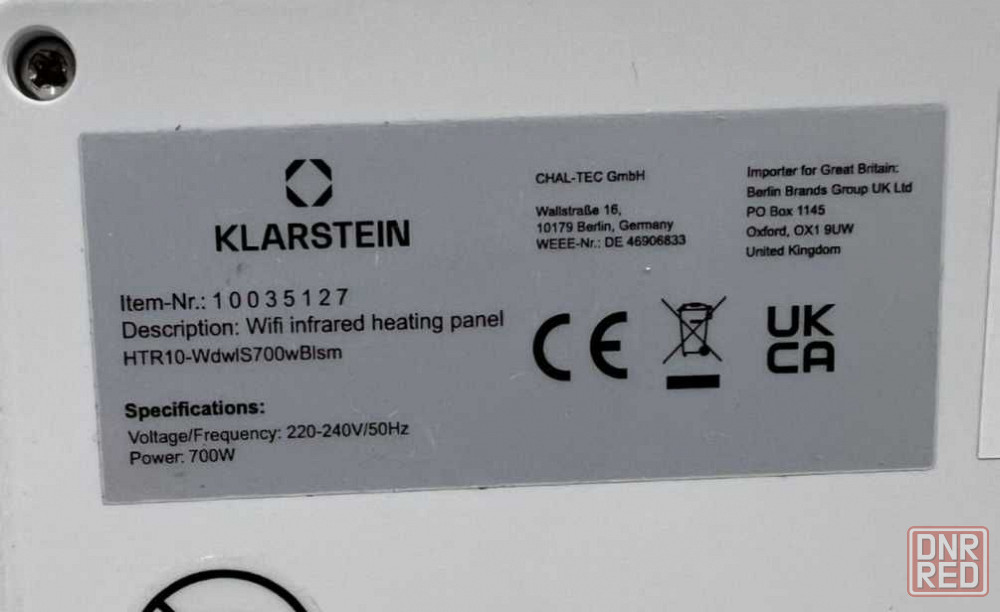 KLARSTEIN
Item-Nr.: 10035127
Description: Wifi infrared heating panel
HTR10-WdwlS700wBlsm
Specifications:
Voltage/Frequency: 220-240V/50Hz
Power: 700W
CHAL-TEC GmbH
Wallstraße 16,
10179 Berlin, Germany
WEEE-Nr.: DE 46906833
Importer for Great Britain:
Berlin Brands Group UK Ltd
PO Box 1145
Oxford, OX1 9UW
United Kingdom
CE
UK
CA
DNR
RED